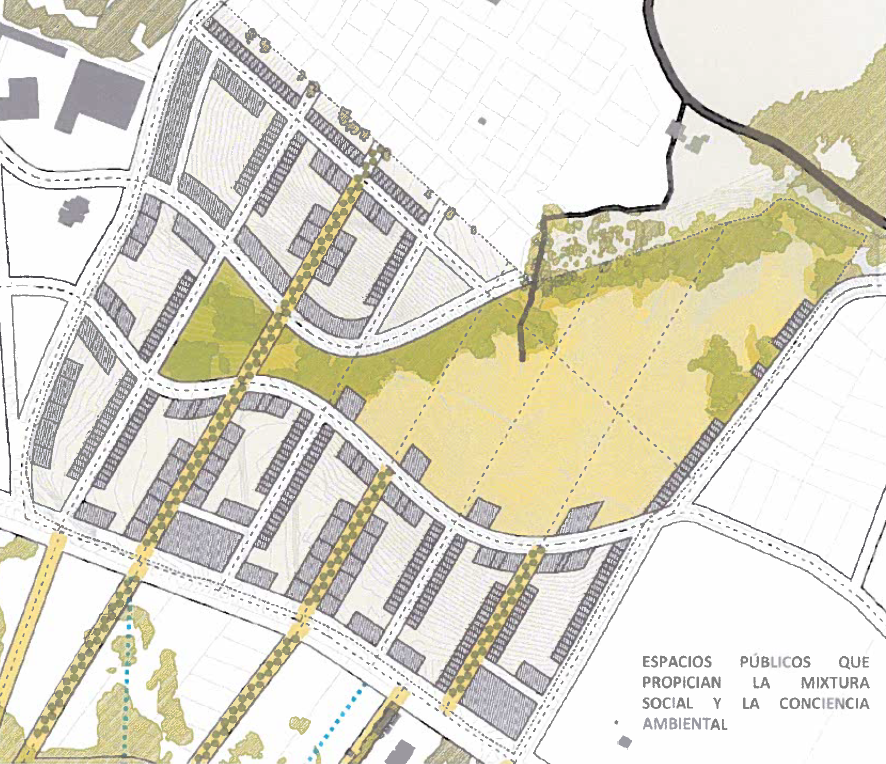 ESPACIOS PÚBLICOS QUE
PROPICIAN LA MIXTURA
SOCIAL Y LA CONCIENCIA
AMBIENTAL